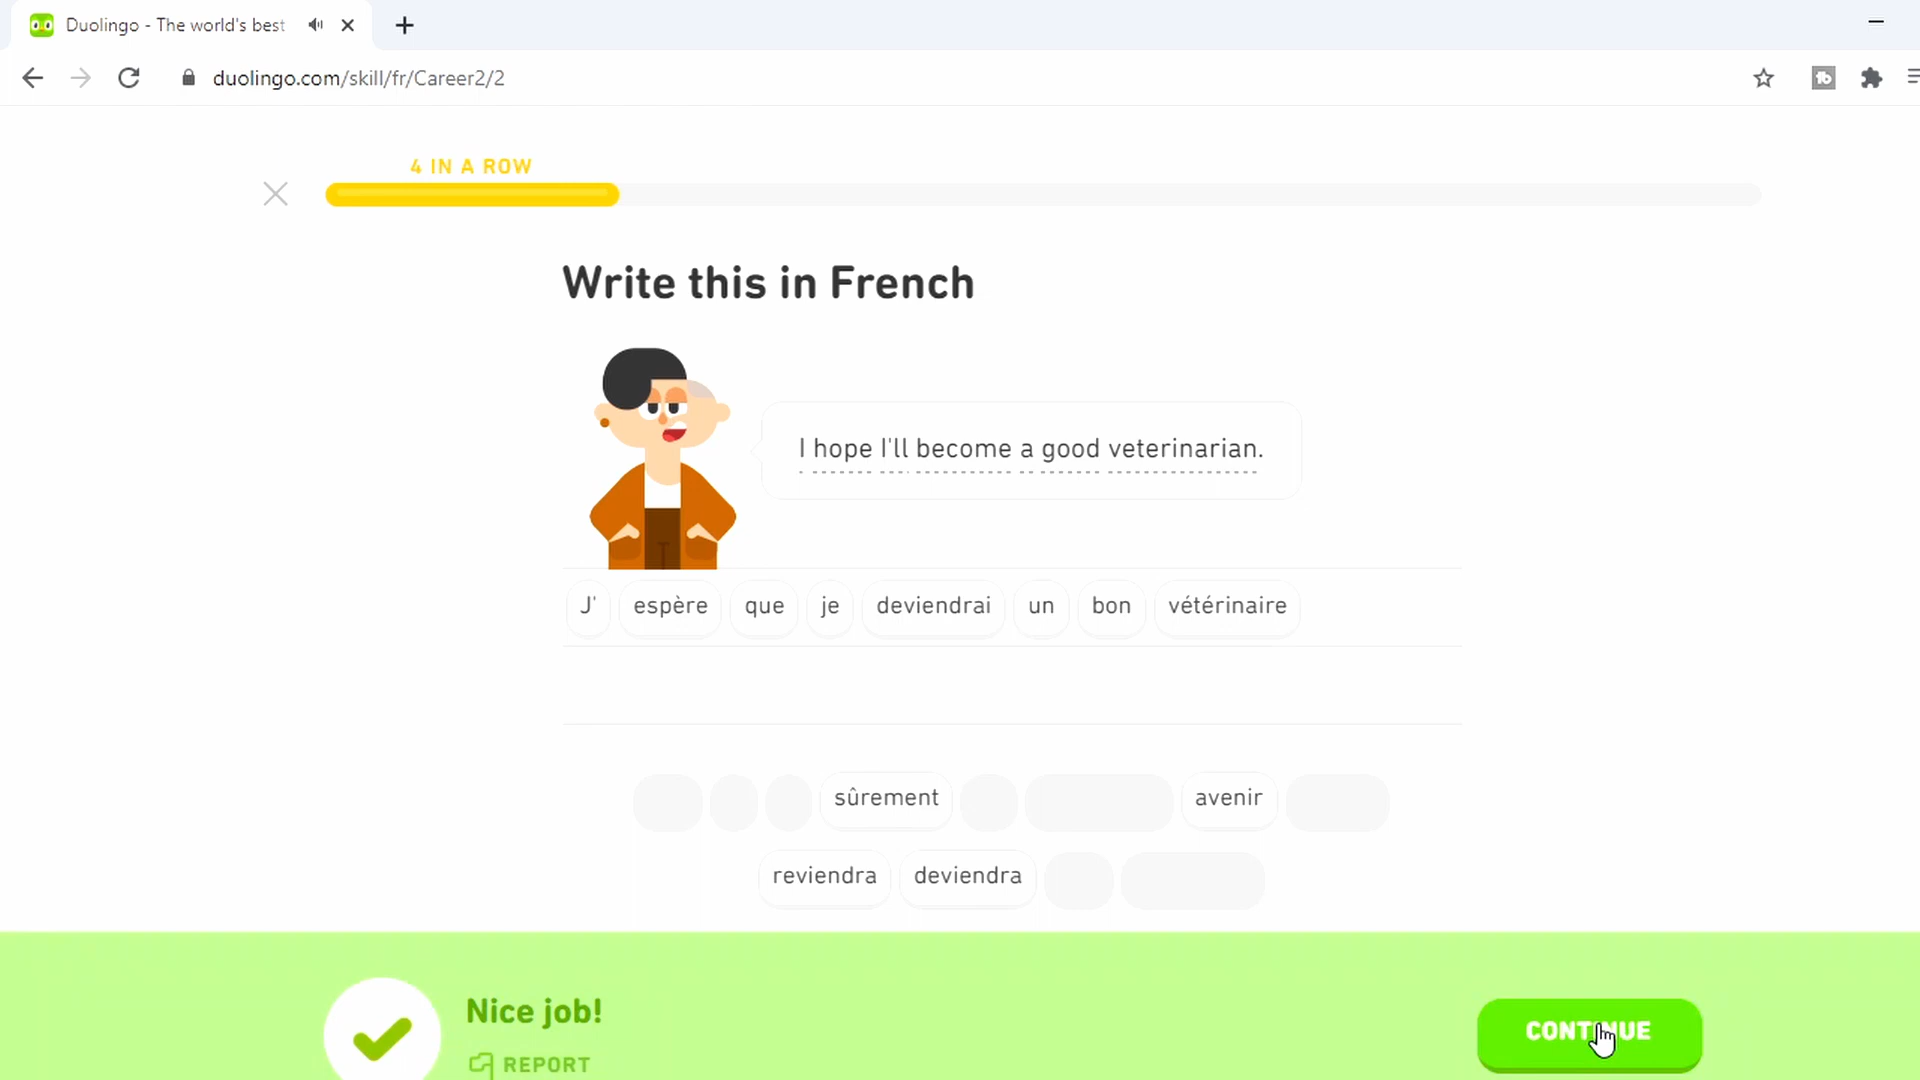 Duolingo - The world's best
duolingo.com/skill/fr/Career2/2
4 IN A ROW
Write this in French
I hope I'll become a good veterinarian.
J' espère que je deviendrai un bon vétérinaire
sûrement avenir
reviendra deviendra
Nice job!
REPORT
CONTINUE